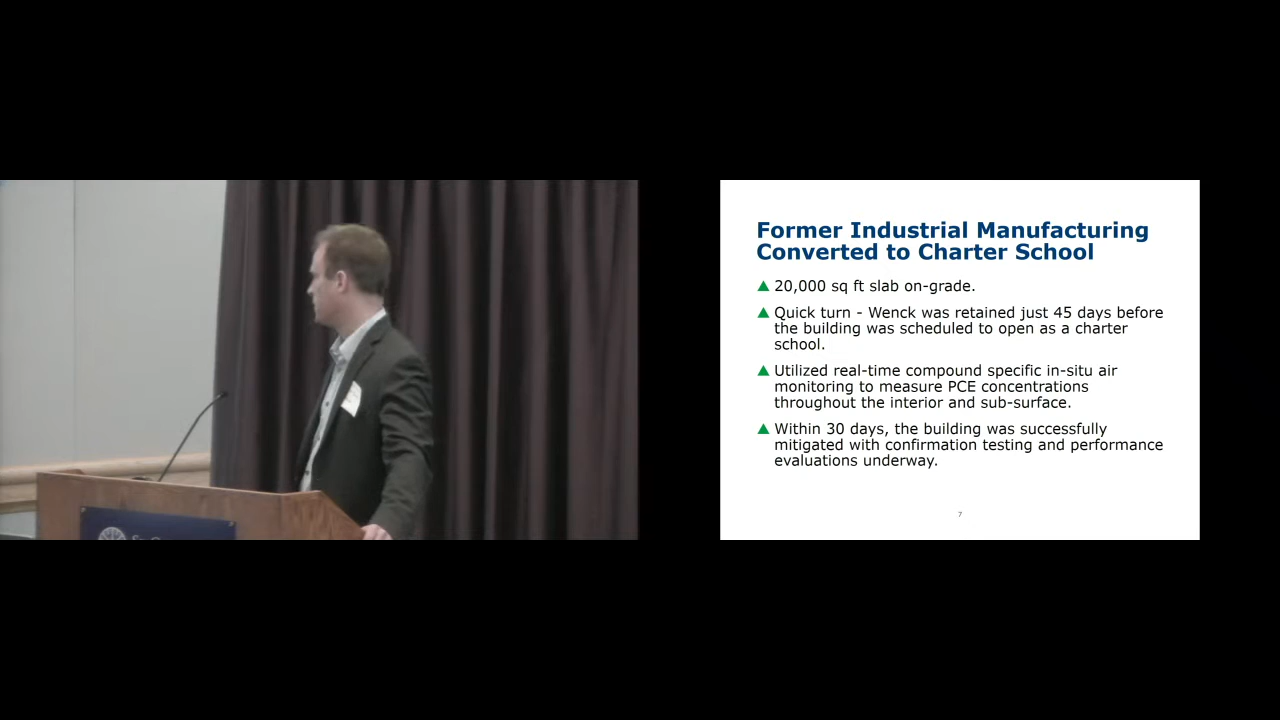 Former Industrial Manufacturing
Converted to Charter School
20,000 sq ft slab on-grade.
Quick turn - Wenck was retained just 45 days before
the building was scheduled to open as a charter
school.
Utilized real-time compound specific in-situ air
monitoring to measure PCE concentrations
throughout the interior and sub-surface.
Within 30 days, the building was successfully
mitigated with confirmation testing and performance
evaluations underway.
7